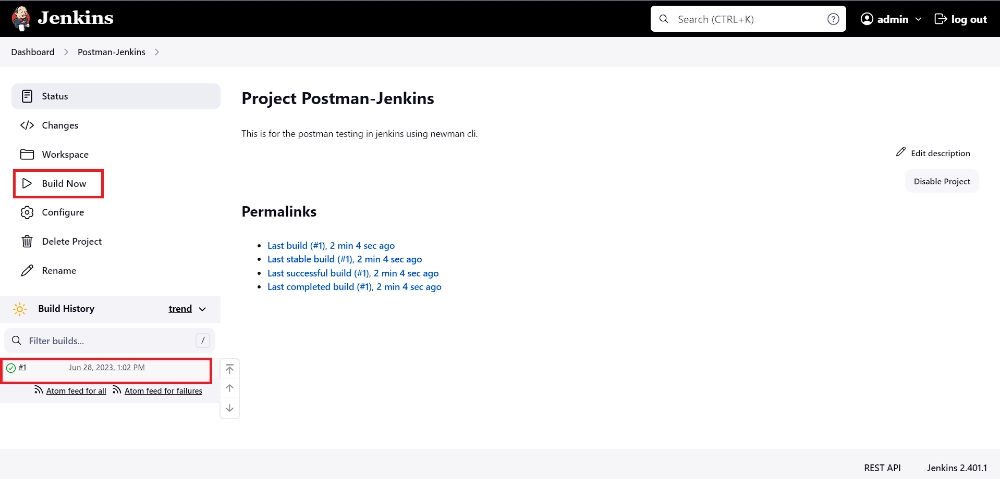 Jenkins
Search (CTRL+K)
?
admin
log out
Dashboard
Postman-Jenkins
Status
Changes
Workspace
Build Now
Configure
Delete Project
Rename
Build History
trend
Filter builds...
/
#1
Jun 28, 2023, 1:02 PM
Atom feed for all
Atom feed for failures
Project Postman-Jenkins
This is for the postman testing in jenkins using newman cli.
Edit description
Disable Project
Permalinks
Last build (#1), 2 min 4 sec ago
Last stable build (#1), 2 min 4 sec ago
Last successful build (#1), 2 min 4 sec ago
Last completed build (#1), 2 min 4 sec ago
REST API
Jenkins 2.401.1